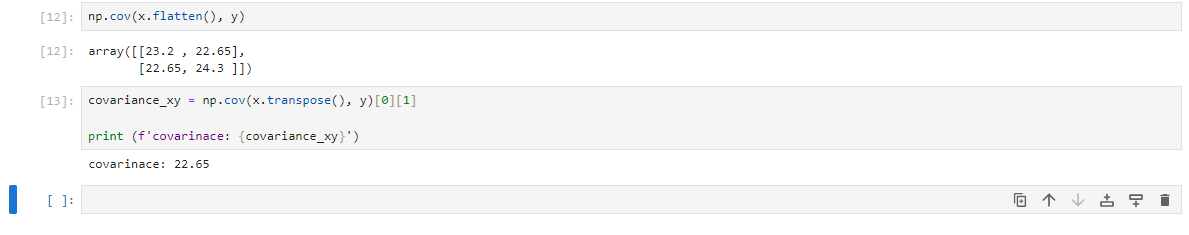 [12]: np.cov(x.flatten(), y)
[12]: array([[23.2 , 22.65],
[22.65, 24.3 ]])
[13]: covariance_xy = np.cov(x.transpose(), y)[0][1]
print (f'covarinace: {covariance_xy}')
covarinace: 22.65
[ ]: